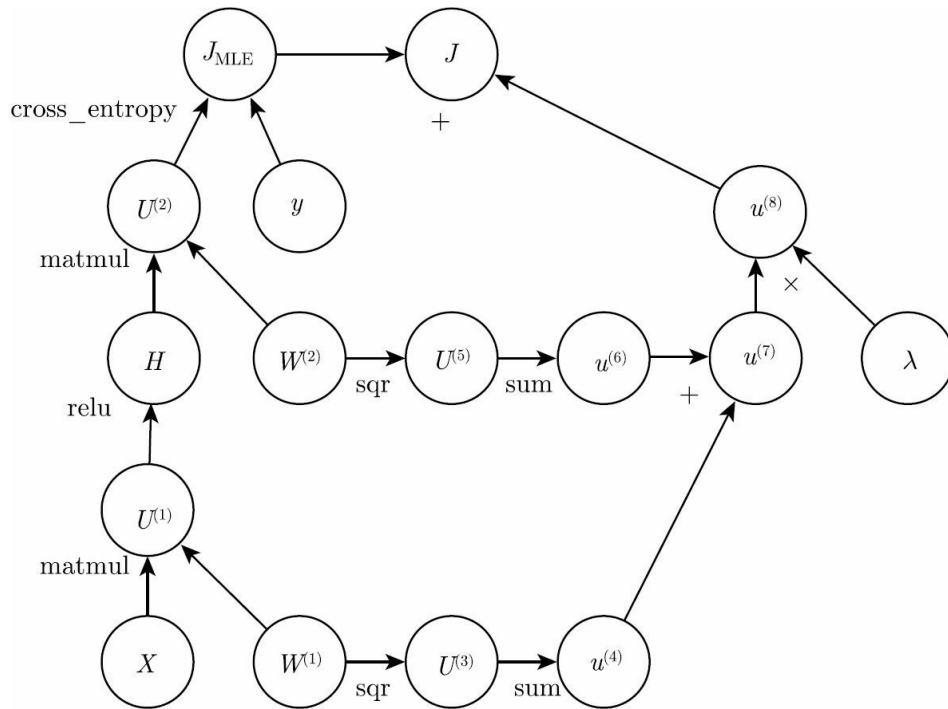 J_MLE J
cross_entropy
+
U^(2) y u^(8)
matmul
×
H W^(2) U^(5) u^(6) u^(7) λ
sqr sum +
relu
U^(1)
matmul
X W^(1) U^(3) u^(4)
sqr sum